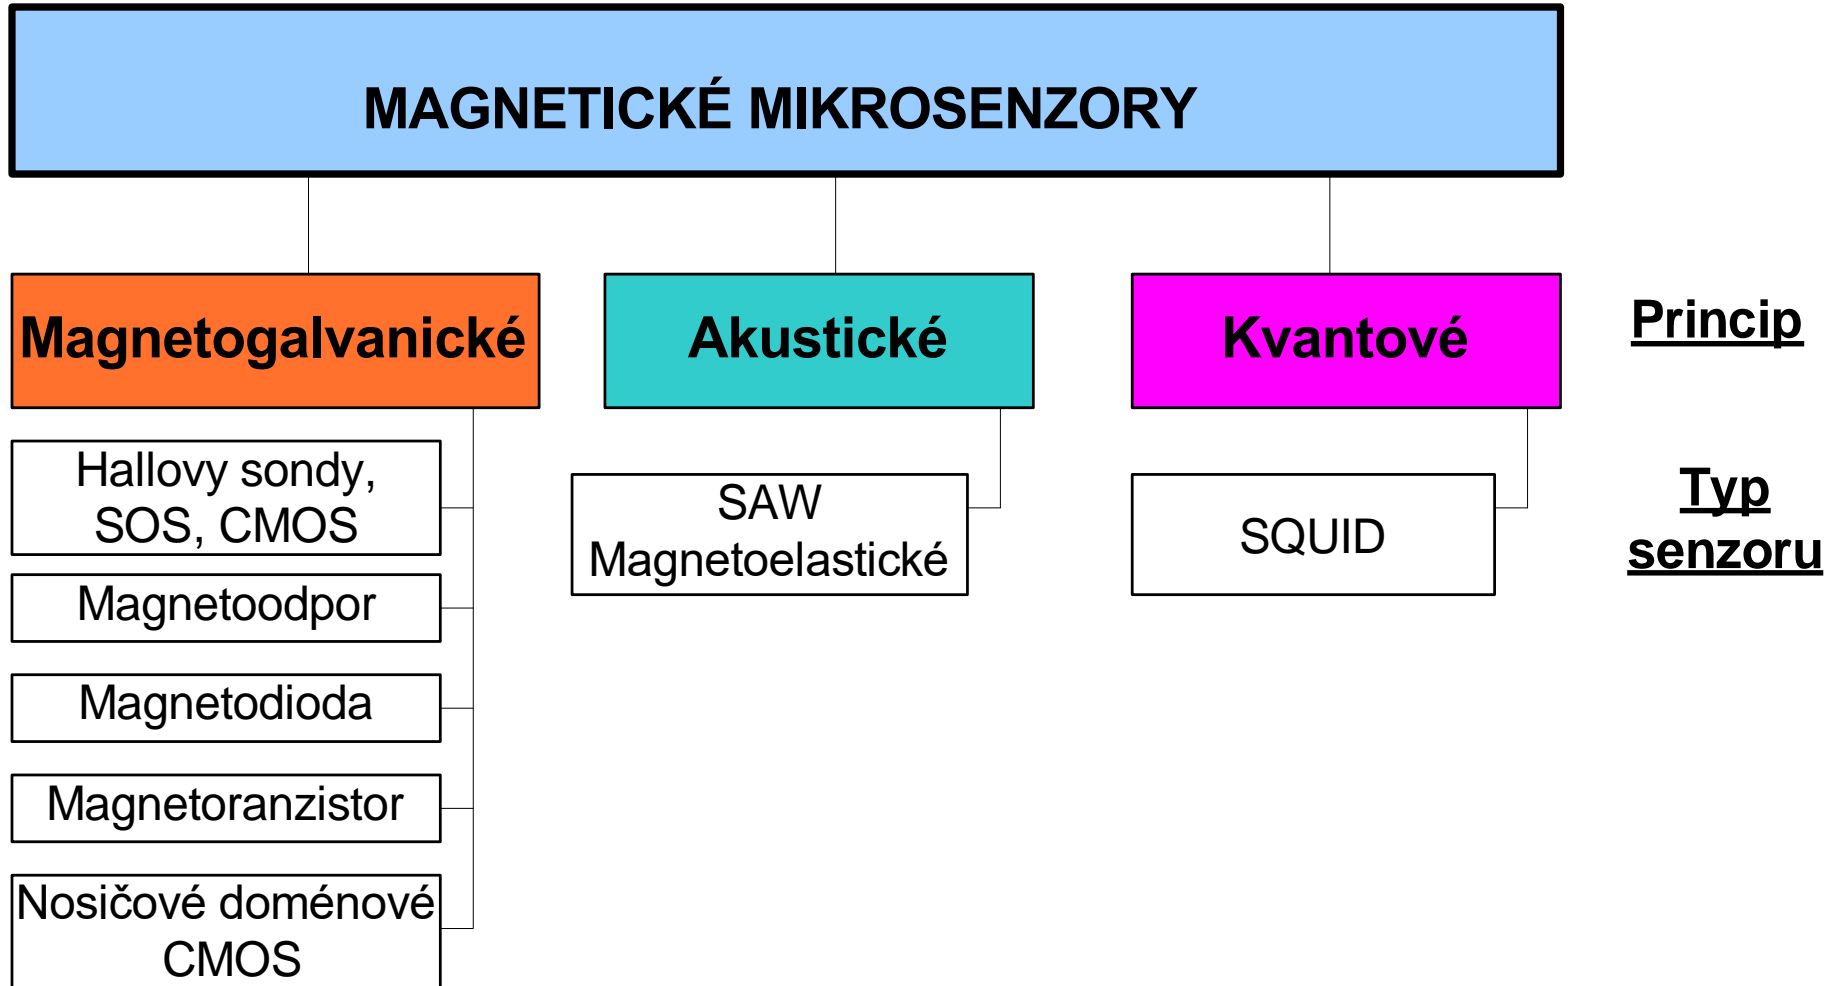 MAGNETICKÉ MIKROSENZORY
Magnetogalvanické
Akustické
Kvantové
Princip
Hallovy sondy,
SOS, CMOS
Magnetoodpor
Magnetodioda
Magnetoranzistor
Nosičové doménové
CMOS
SAW
Magnetoelastické
SQUID
Typ
senzoru